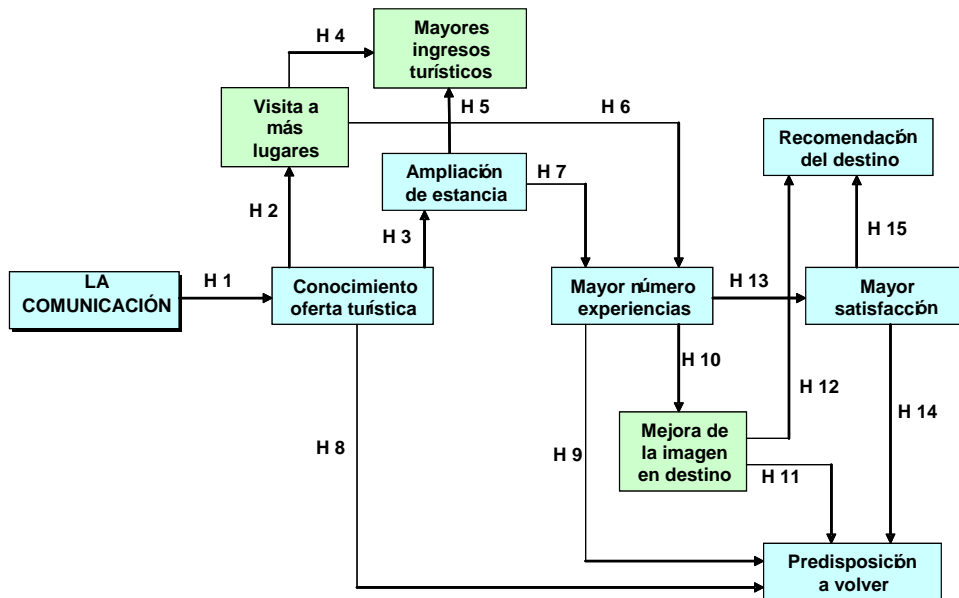 H 4
Mayores
ingresos
turísticos
Visita a
más
lugares
H 5
H 6
Recomendación
del destino
Ampliación
de estancia
H 7
H 2
H 3
H 15
LA
COMUNICACIÓN
H 1
Conocimiento
oferta turística
Mayor número
experiencias
H 13
Mayor
satisfacción
H 10
H 12
H 14
H 8
H 9
Mejora de
la imagen
en destino
H 11
Predisposición
a volver